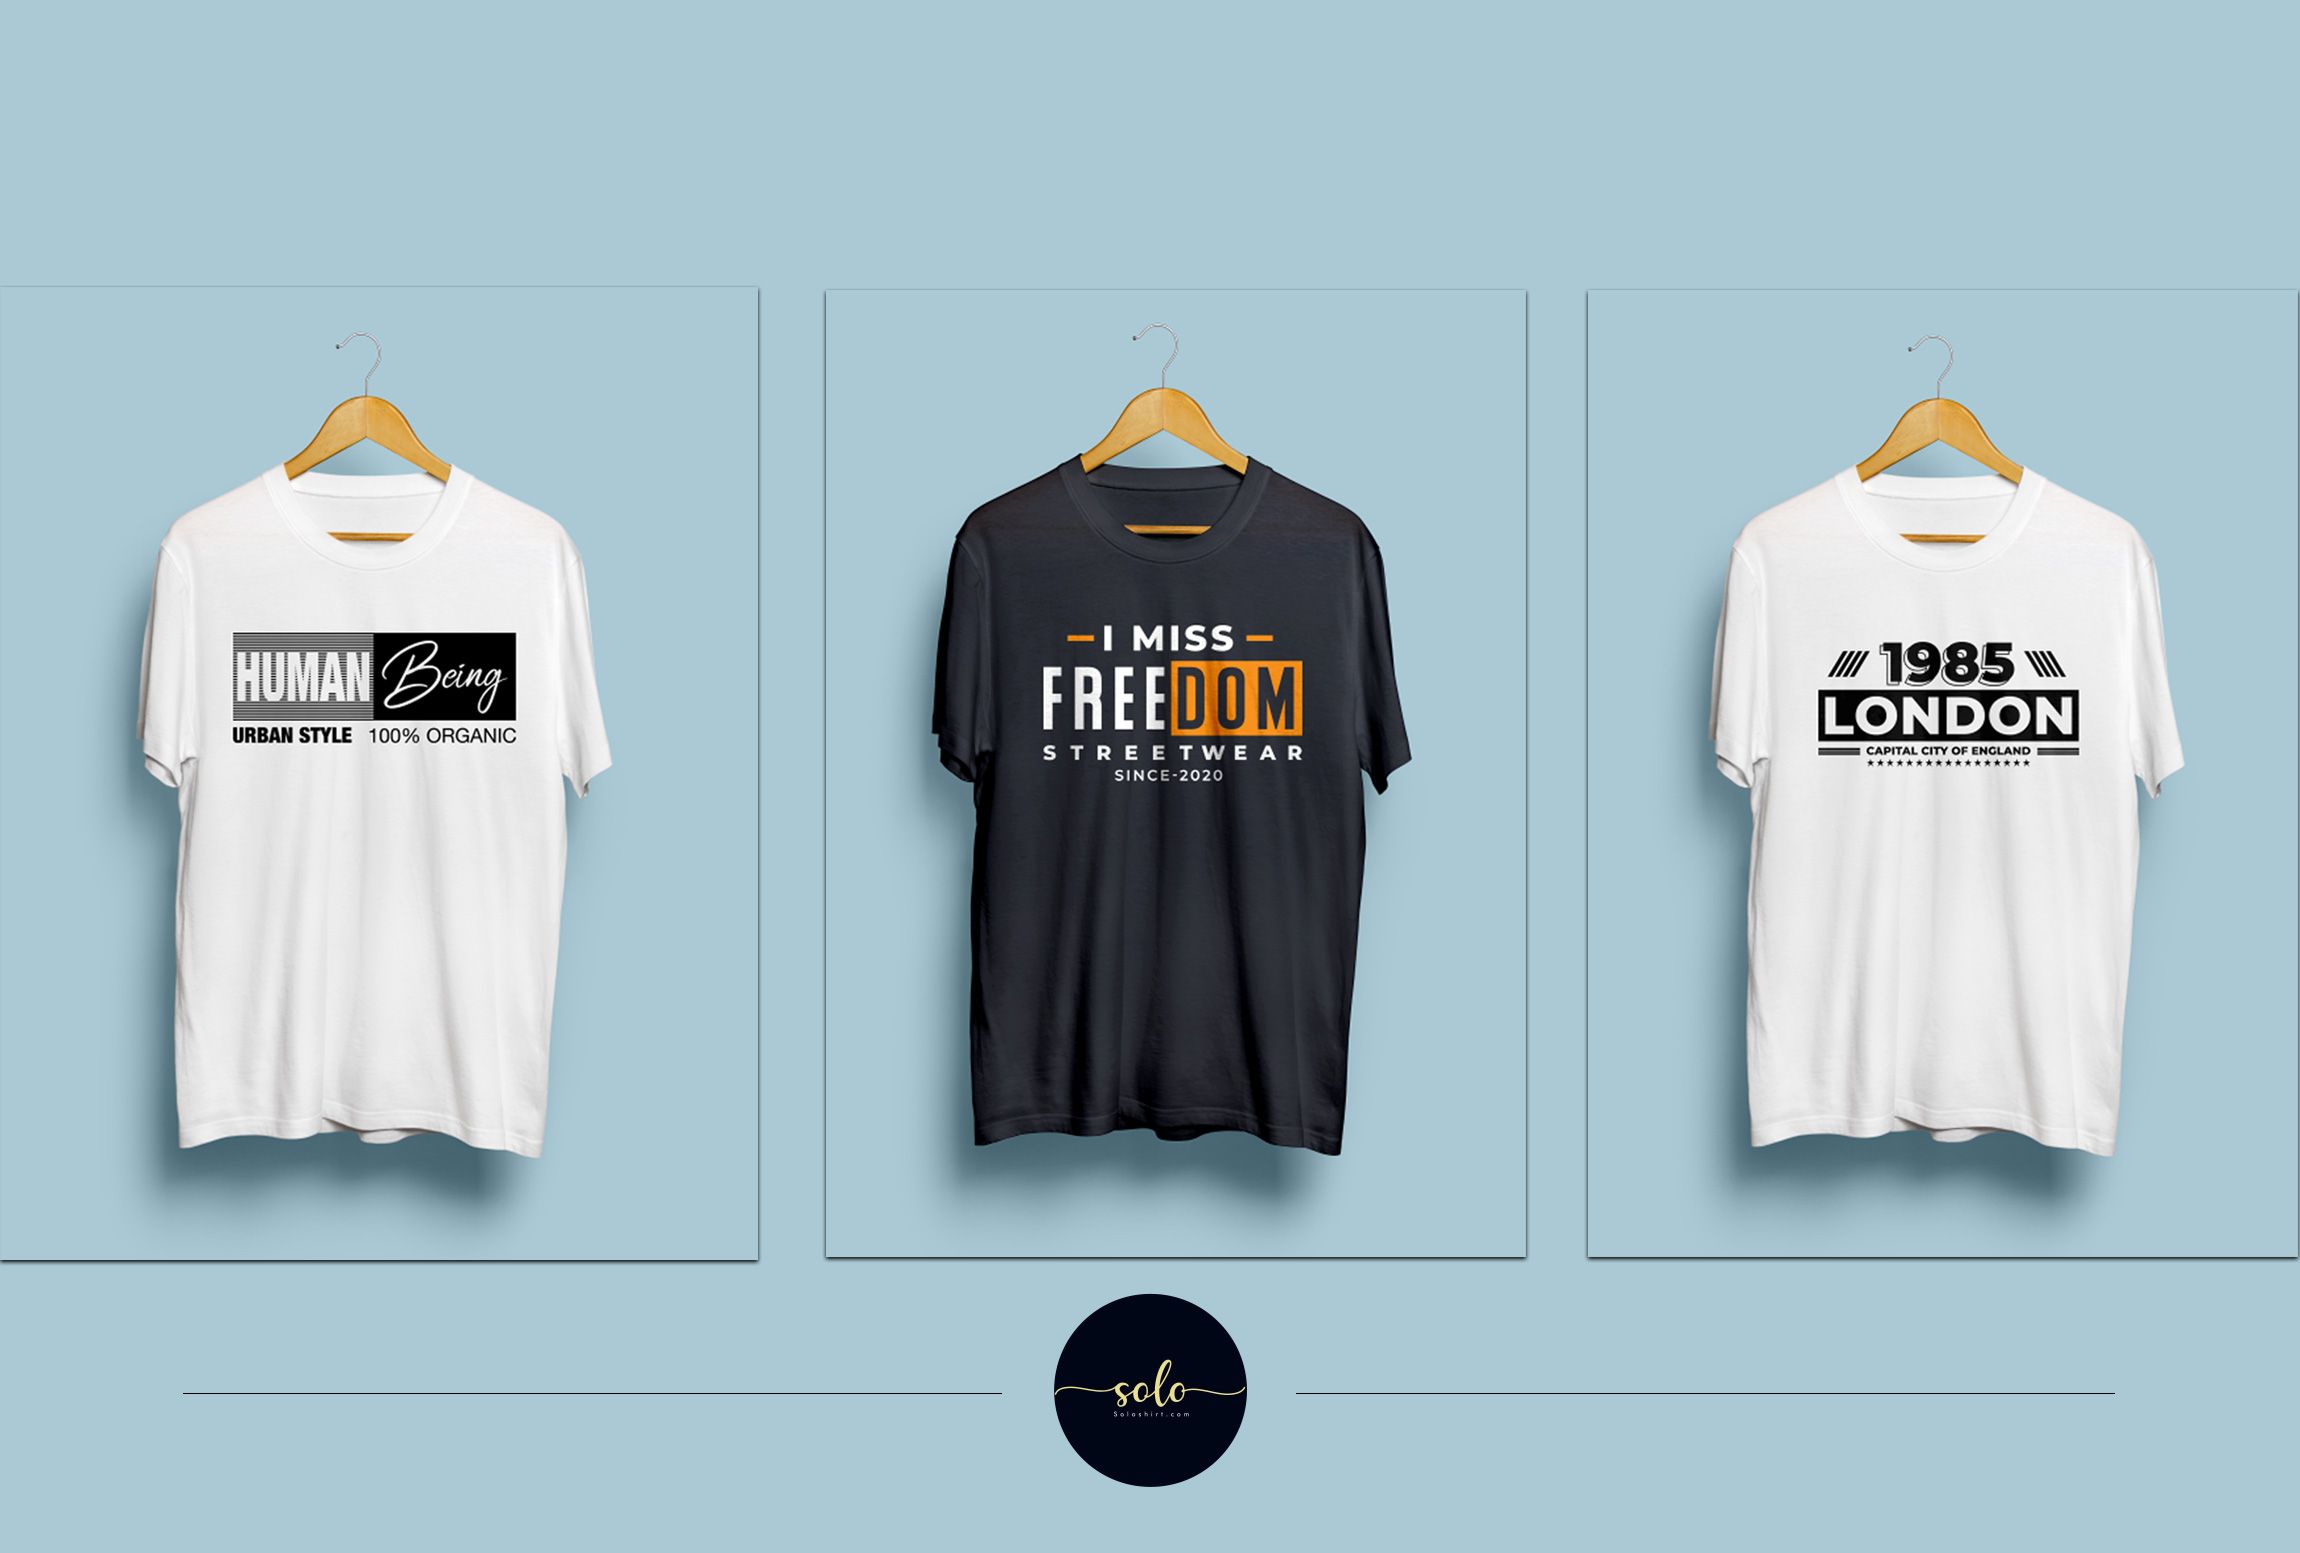 HUMAN Being
URBAN STYLE 100% ORGANIC
I MISS
FREEDOM
STREETWEAR
SINCE-2020
1985
LONDON
CAPITAL CITY OF ENGLAND
solo
Soloshirt.com